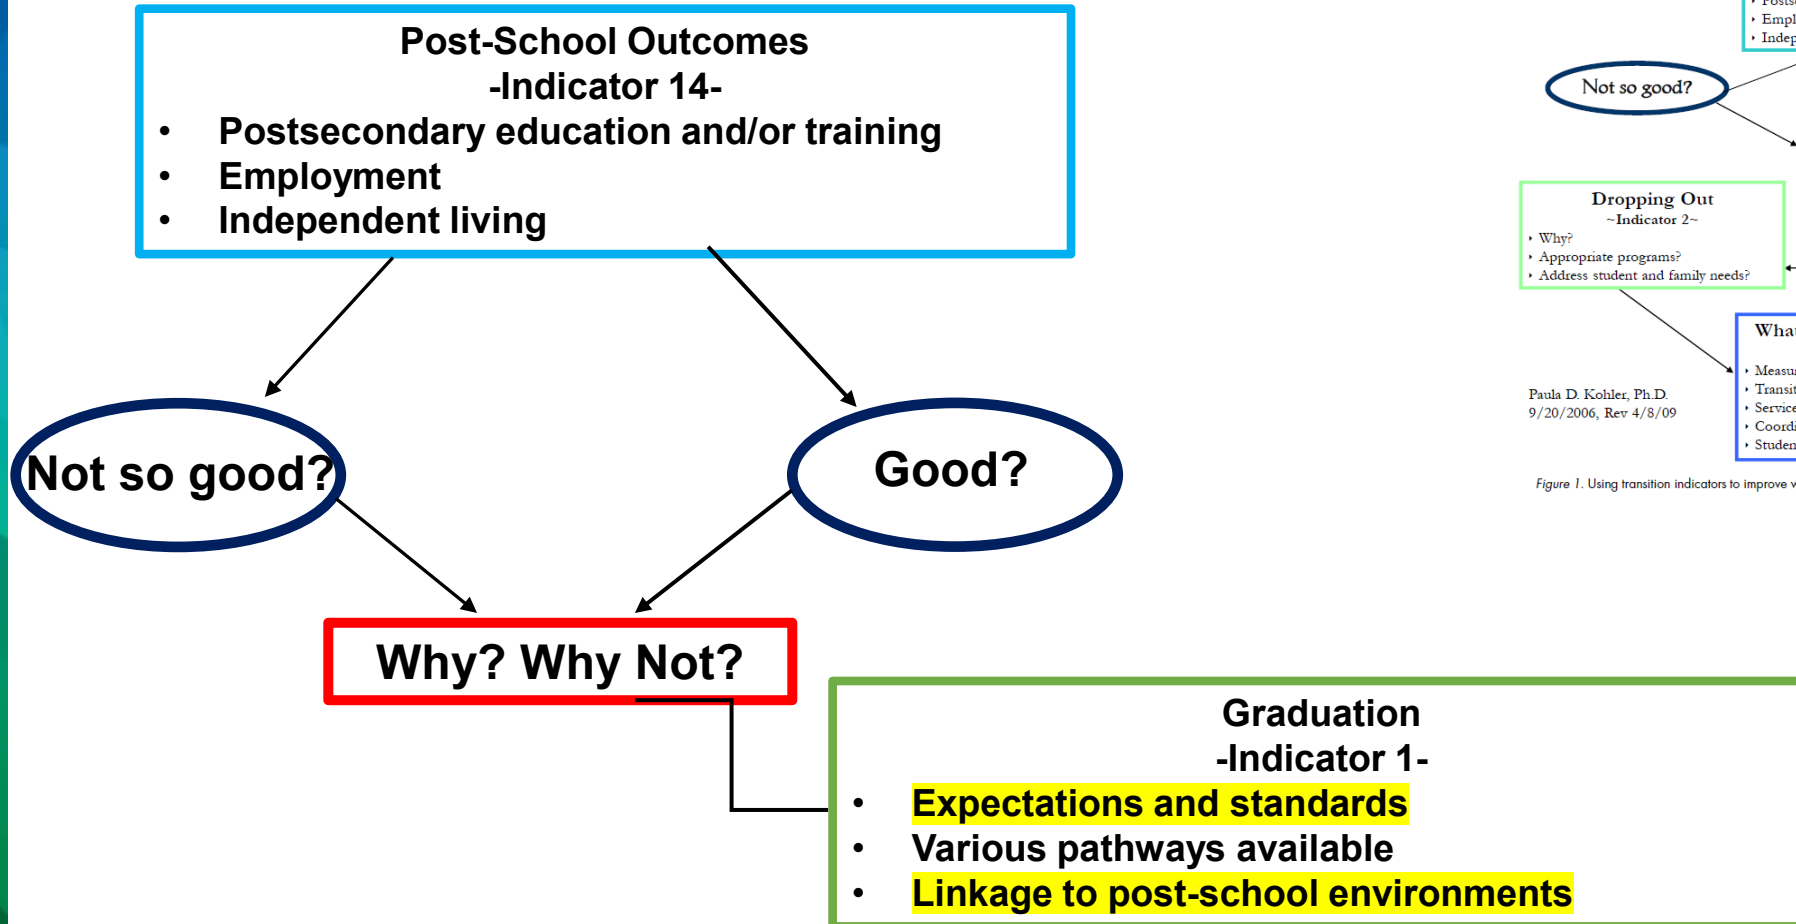 Post-School Outcomes
-Indicator 14-
• Postsecondary education and/or training
• Employment
• Independent living
Not so good?
Good?
Why? Why Not?
Graduation
-Indicator 1-
• Expectations and standards
• Various pathways available
• Linkage to post-school environments
Not so good?
Dropping Out
~Indicator 2~
‣ Why?
‣ Appropriate programs?
‣ Address student and family needs?
Paula D. Kohler, Ph.D.
9/20/2006, Rev 4/8/09
Figure 1. Using transition indicators to improve